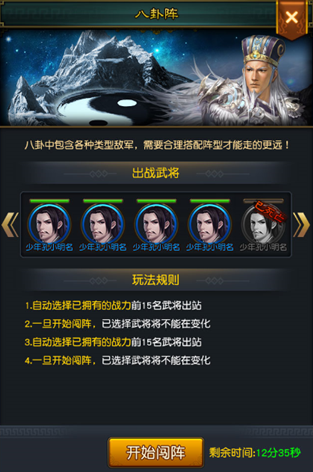 八卦阵
八卦中包含各种类型敌军，需要合理搭配阵型才能走的更远！
出战武将
少年孔小明名 少年孔小明名 少年孔小明名 少年孔小明名 少年孔小明名
玩法规则
1.自动选择已拥有的战力前15名武将出站
2.一旦开始闯阵，已选择武将将不能在变化
3.自动选择已拥有的战力前15名武将出站
4.一旦开始闯阵，已选择武将将不能在变化
开始闯阵 剩余时间:12分35秒